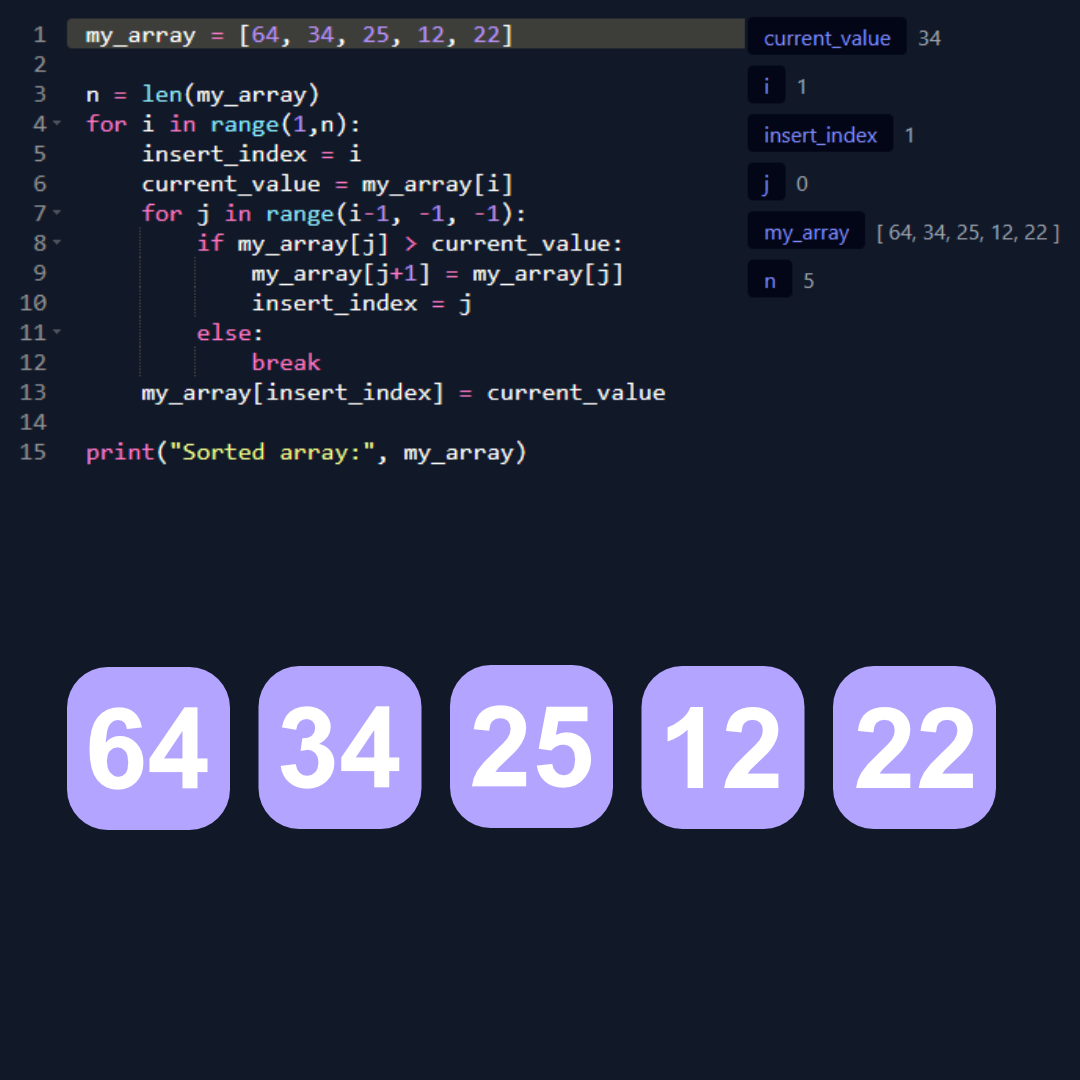 1 my_array = [64, 34, 25, 12, 22]
2
3 n = len(my_array)
4 for i in range(1,n):
5     insert_index = i
6     current_value = my_array[i]
7     for j in range(i-1, -1, -1):
8         if my_array[j] > current_value:
9             my_array[j+1] = my_array[j]
10             insert_index = j
11         else:
12             break
13     my_array[insert_index] = current_value
14
15 print("Sorted array:", my_array)
current_value 34
i 1
insert_index 1
j 0
my_array [ 64, 34, 25, 12, 22 ]
n 5
64 34 25 12 22